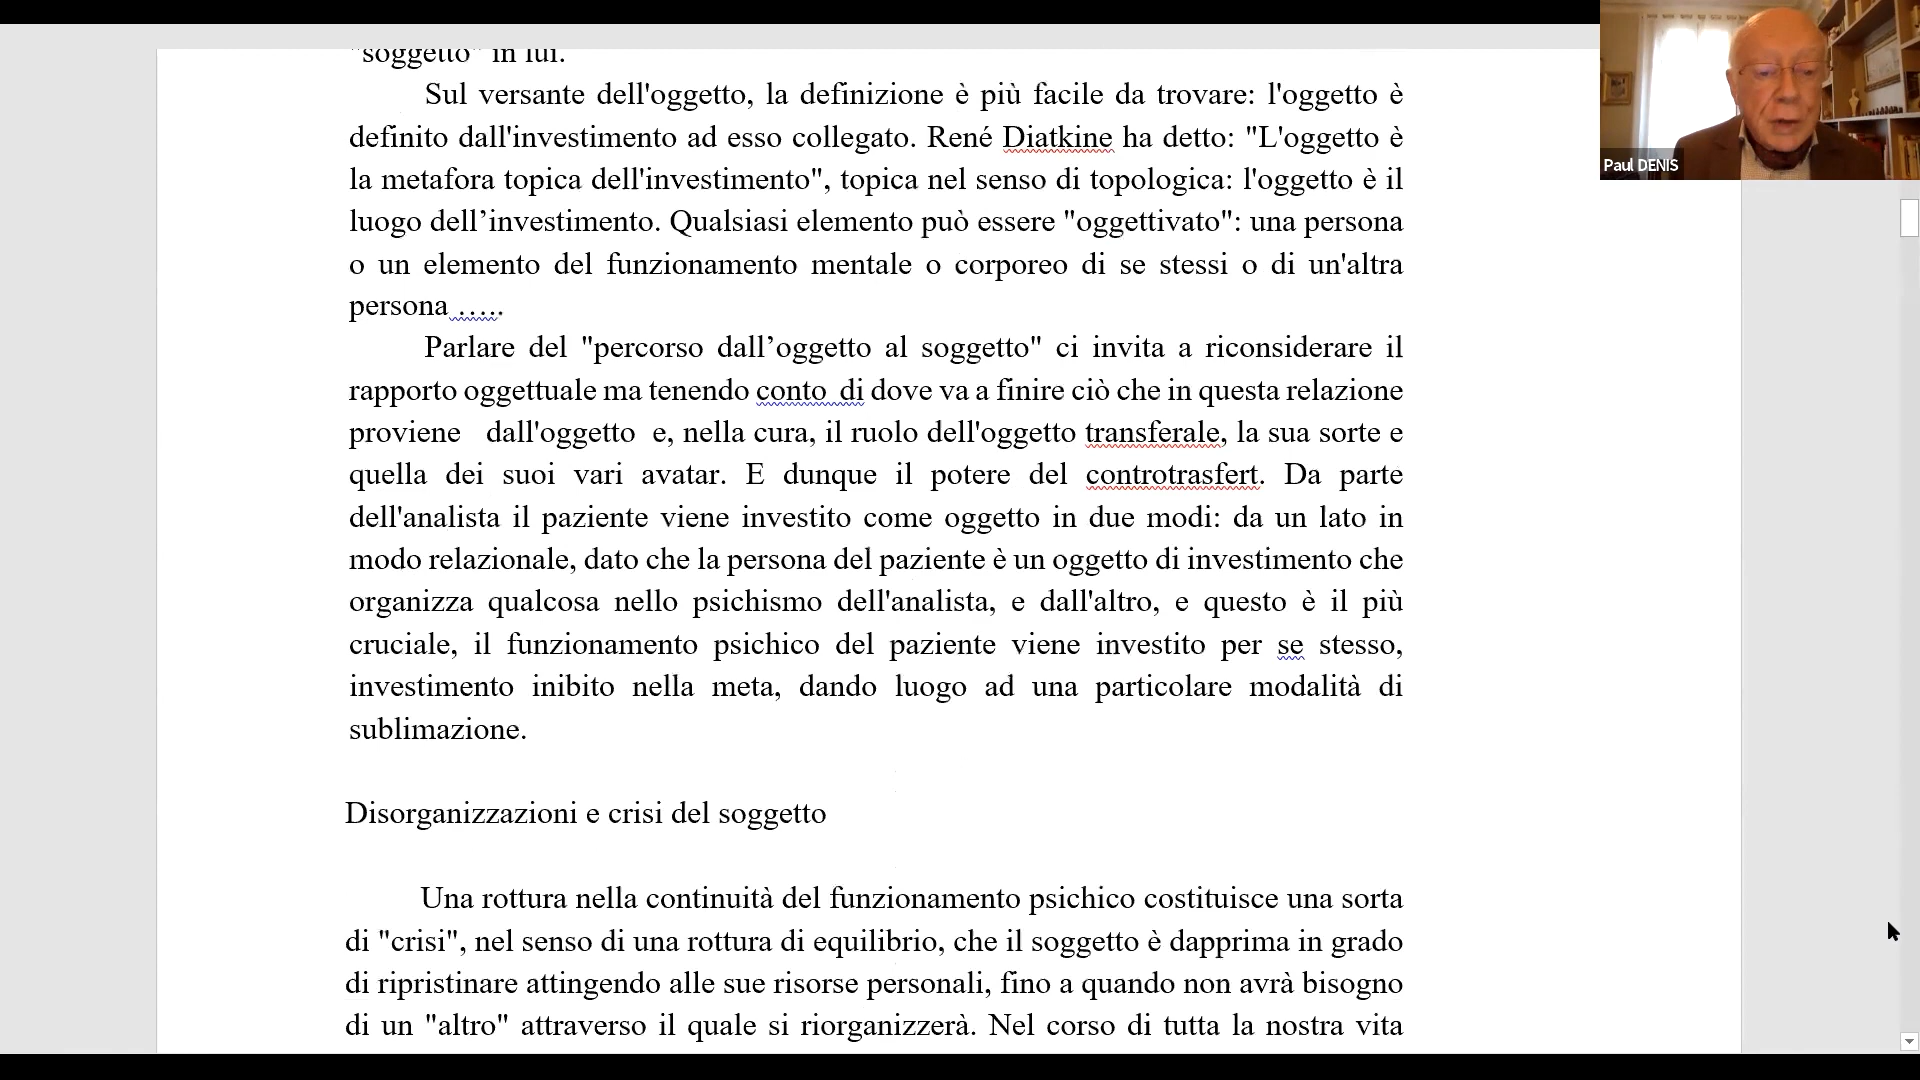 "soggetto" in lui.
Sul versante dell'oggetto, la definizione è più facile da trovare: l'oggetto è
definito dall'investimento ad esso collegato. René Diatkine ha detto: "L'oggetto è
la metafora topica dell'investimento", topica nel senso di topologica: l'oggetto è il
luogo dell’investimento. Qualsiasi elemento può essere "oggettivato": una persona
o un elemento del funzionamento mentale o corporeo di se stessi o di un'altra
persona …..
Parlare del "percorso dall’oggetto al soggetto" ci invita a riconsiderare il
rapporto oggettuale ma tenendo conto di dove va a finire ciò che in questa relazione
proviene dall'oggetto e, nella cura, il ruolo dell'oggetto transferale, la sua sorte e
quella dei suoi vari avatar. E dunque il potere del controtrasfert. Da parte
dell'analista il paziente viene investito come oggetto in due modi: da un lato in
modo relazionale, dato che la persona del paziente è un oggetto di investimento che
organizza qualcosa nello psichismo dell'analista, e dall'altro, e questo è il più
cruciale, il funzionamento psichico del paziente viene investito per se stesso,
investimento inibito nella meta, dando luogo ad una particolare modalità di
sublimazione.
Disorganizzazioni e crisi del soggetto
Una rottura nella continuità del funzionamento psichico costituisce una sorta
di "crisi", nel senso di una rottura di equilibrio, che il soggetto è dapprima in grado
di ripristinare attingendo alle sue risorse personali, fino a quando non avrà bisogno
di un "altro" attraverso il quale si riorganizzerà. Nel corso di tutta la nostra vita
Paul DENIS